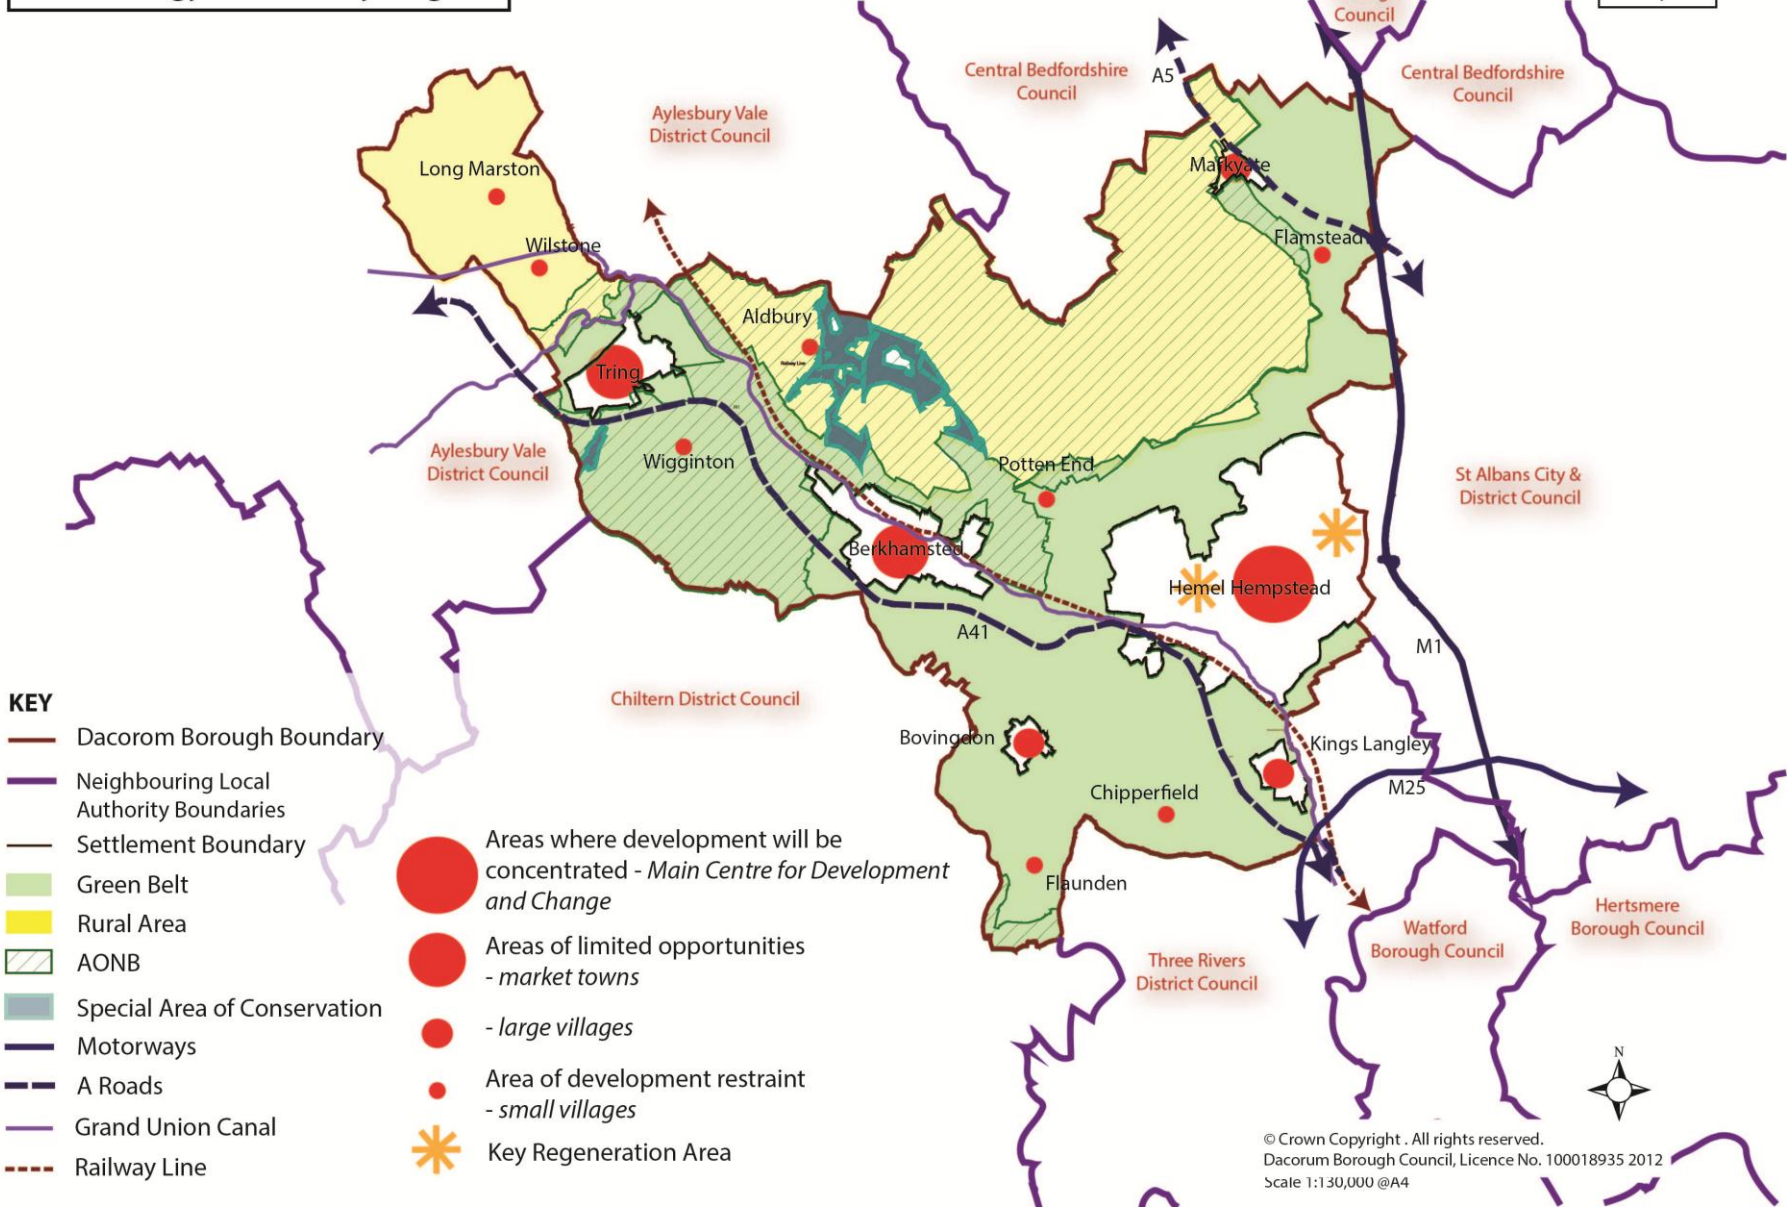 Council
A5
Central Bedfordshire
Council
Central Bedfordshire
Council
Aylesbury Vale
District Council
Long Marston
Markyate
Wilstone
Flamstead
Aldbury
Railway Line
Tring
Aylesbury Vale
District Council
Wigginton
Potten End
St Albans City &
District Council
Berkhamsted
Hemel Hempstead
A41
M1
Chiltern District Council
Bovingdon
Kings Langley
M25
Chipperfield
Flaunden
Three Rivers
District Council
Watford
Borough Council
Hertsmere
Borough Council
KEY
Dacorom Borough Boundary
Neighbouring Local
Authority Boundaries
Settlement Boundary
Green Belt
Rural Area
AONB
Special Area of Conservation
Motorways
A Roads
Grand Union Canal
Railway Line
Areas where development will be
concentrated - Main Centre for Development
and Change
Areas of limited opportunities
- market towns
- large villages
Area of development restraint
- small villages
Key Regeneration Area
N
© Crown Copyright . All rights reserved.
Dacorum Borough Council, Licence No. 100018935 2012
Scale 1:130,000 @A4